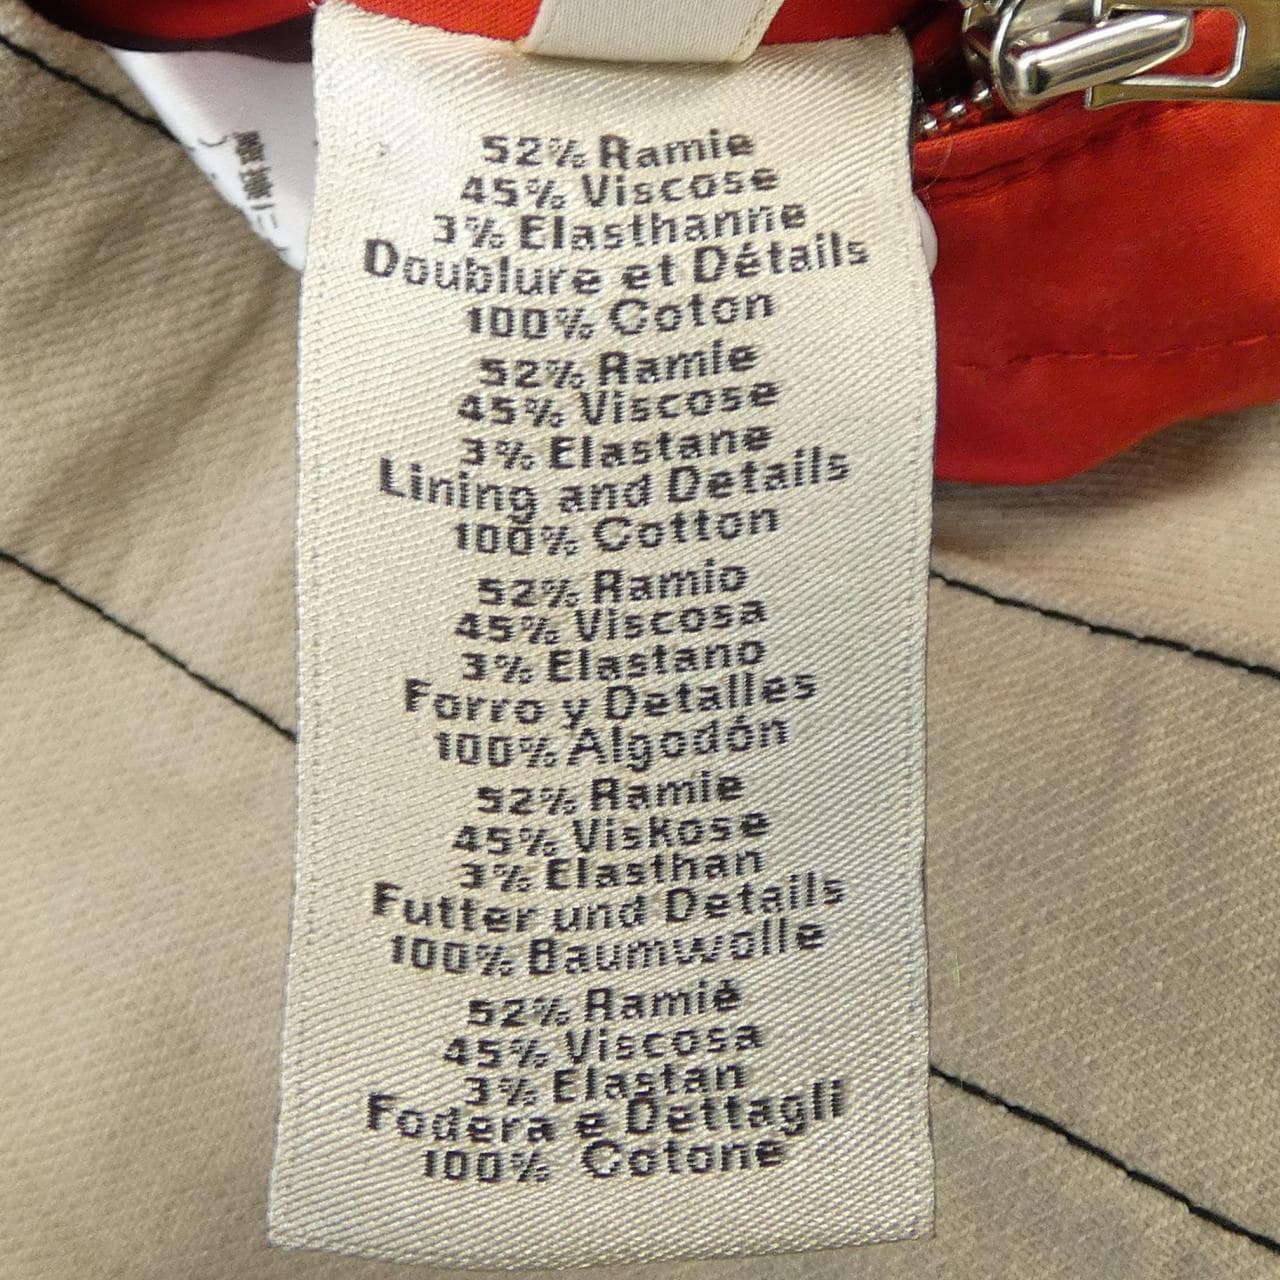 52% Ramie
45% Viscose
3% Elasthanne
Doublure et Détails
100% Coton
52% Ramie
45% Viscose
3% Elastane
Lining and Details
100% Cotton
52% Ramio
45% Viscosa
3% Elastano
Forro y Detalles
100% Algodón
52% Ramie
45% Viskose
3% Elasthan
Futter und Details
100% Baumwolle
52% Ramié
45% Viscosa
3% Elastan
Fodera e Dettagli
100% Cotone